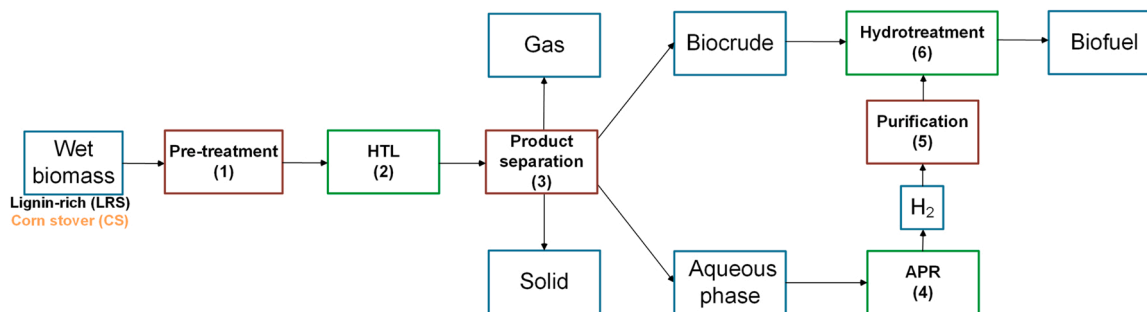 Gas
Biocrude
Hydrotreatment
(6)
Biofuel
Wet
biomass
Lignin-rich (LRS)
Corn stover (CS)
Pre-treatment
(1)
HTL
(2)
Product
separation
(3)
Purification
(5)
H₂
Solid
Aqueous
phase
APR
(4)